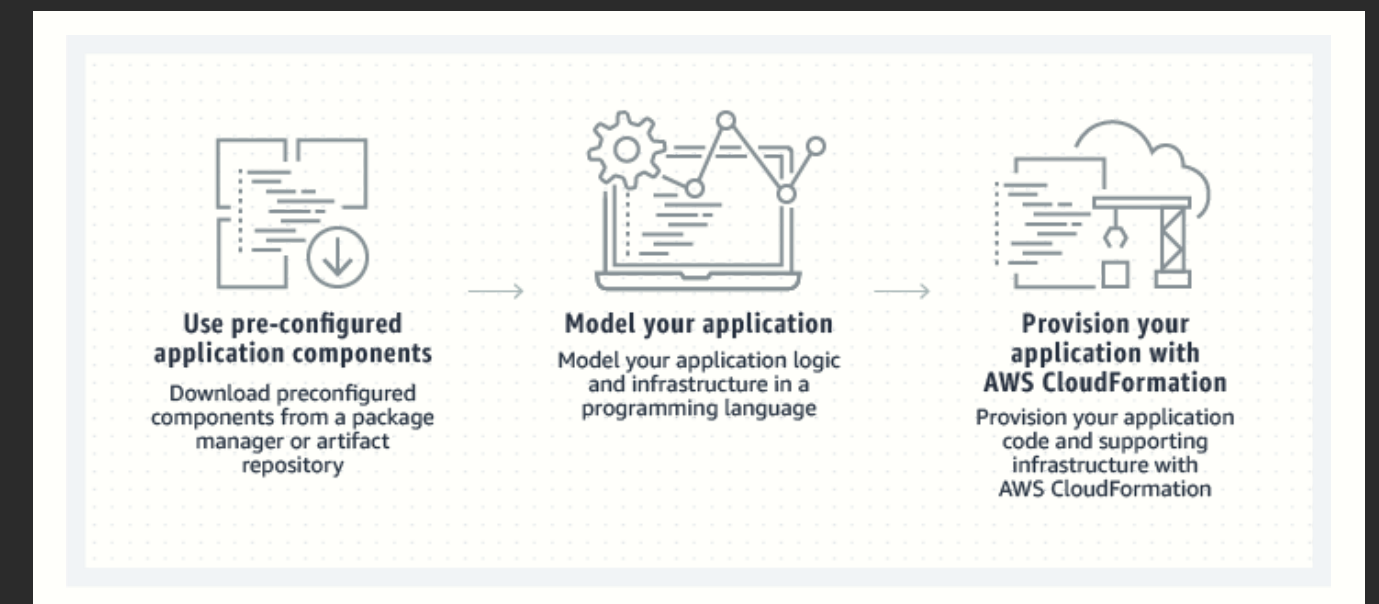 Use pre-configured
application components
Download preconfigured
components from a package
manager or artifact
repository
Model your application
Model your application logic
and infrastructure in a
programming language
Provision your
application with
AWS CloudFormation
Provision your application
code and supporting
infrastructure with
AWS CloudFormation